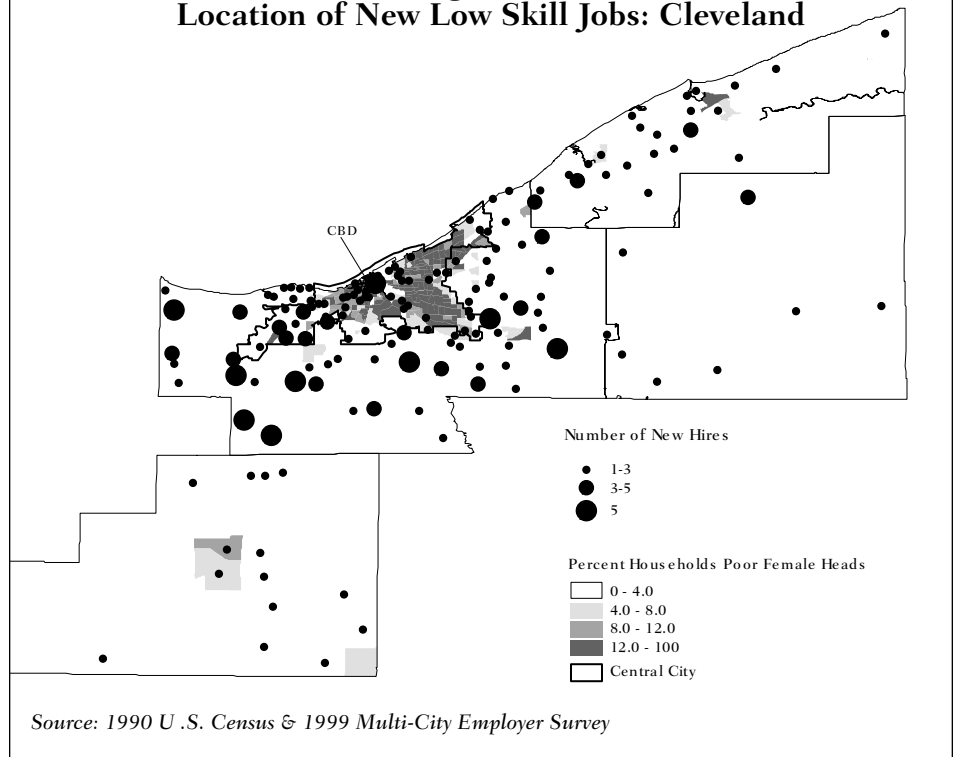 Location of New Low Skill Jobs: Cleveland
CBD
Number of New Hires
1-3
3-5
5
Percent Households Poor Female Heads
0 - 4.0
4.0 - 8.0
8.0 - 12.0
12.0 - 100
Central City
Source: 1990 U .S. Census & 1999 Multi-City Employer Survey